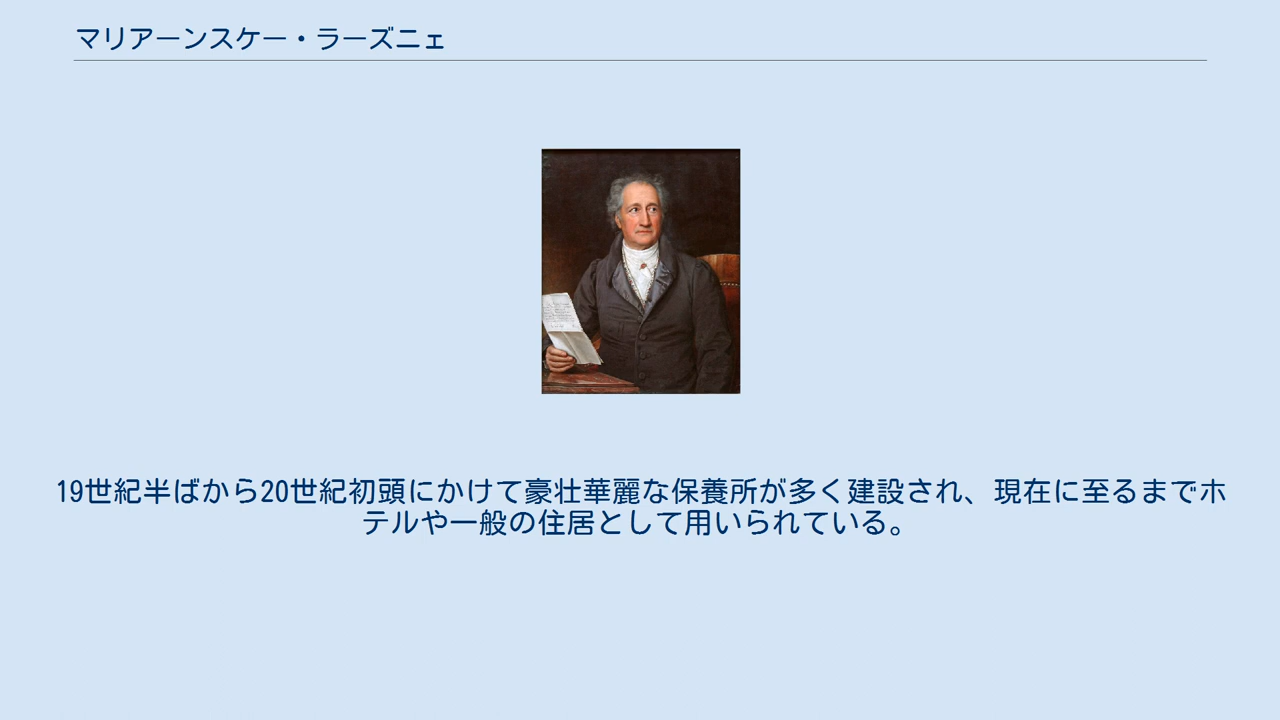 マリアーンスケー・ラーズニェ
19世紀半ばから20世紀初頭にかけて豪壮華麗な保養所が多く建設され、現在に至るまでホ
テルや一般の住居として用いられている。